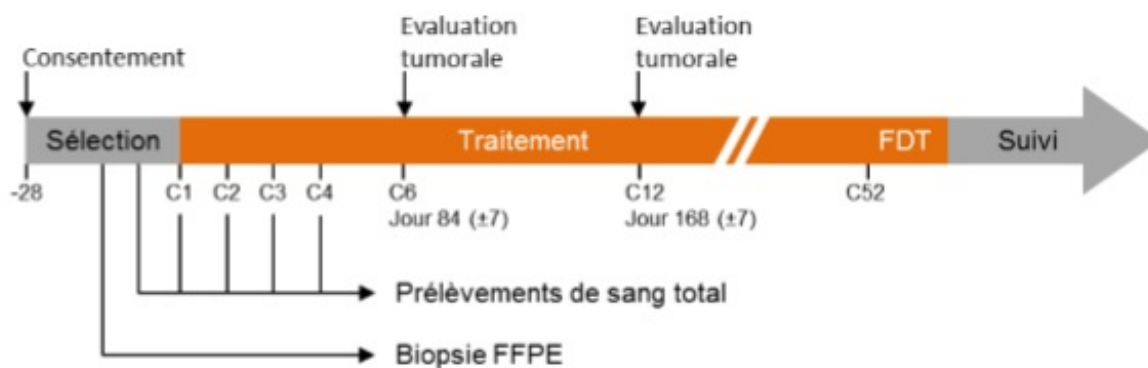 Consentement
Evaluation
tumorale
Evaluation
tumorale
Sélection
Traitement
FDT
Suivi
-28
C1
C2
C3
C4
C6
Jour 84 (±7)
C12
Jour 168 (±7)
C52
Prélèvements de sang total
Biopsie FFPE